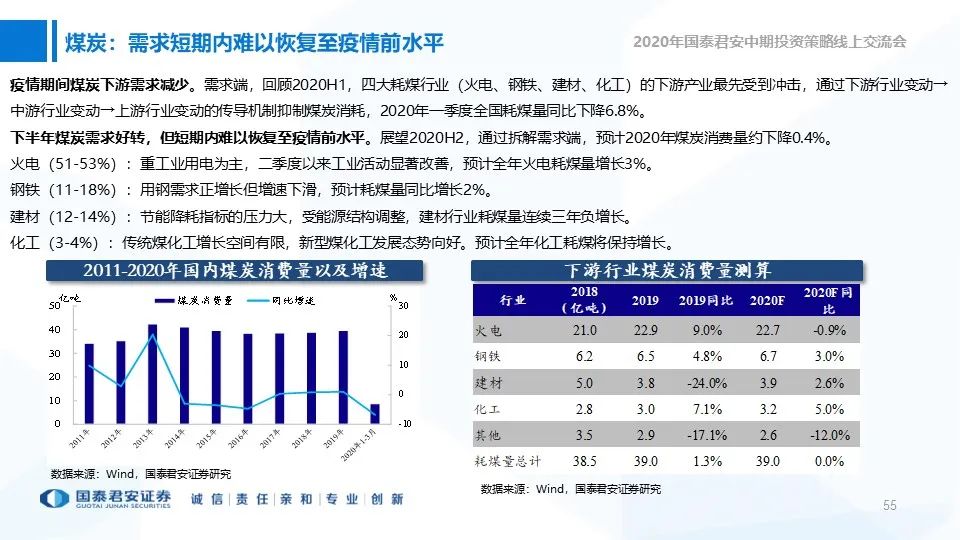 煤炭：需求短期内难以恢复至疫情前水平
2020年国泰君安中期投资策略线上交流会
疫情期间煤炭下游需求减少。需求端，回顾2020H1，四大耗煤行业（火电、钢铁、建材、化工）的下游产业最先受到冲击，通过下游行业变动→
中游行业变动→上游行业变动的传导机制抑制煤炭消耗，2020年一季度全国耗煤量同比下降6.8%。
下半年煤炭需求好转，但短期内难以恢复至疫情前水平。展望2020H2，通过拆解需求端，预计2020年煤炭消费量约下降0.4%。
火电（51-53%）：重工业用电为主，二季度以来工业活动显著改善，预计全年火电耗煤量增长3%。
钢铁（11-18%）：用钢需求正增长但增速下滑，预计耗煤量同比增长2%。
建材（12-14%）：节能降耗指标的压力大，受能源结构调整，建材行业耗煤量连续三年负增长。
化工（3-4%）：传统煤化工增长空间有限，新型煤化工发展态势向好。预计全年化工耗煤将保持增长。
2011-2020年国内煤炭消费量以及增速
亿吨 煤炭消费量 同比增速 %
50 30
40 20
30 10
20 0
10 -10
0
2011年 2012年 2013年 2014年 2015年 2016年 2017年 2018年 2019年 2020年1-3月
数据来源：Wind，国泰君安证券研究
下游行业煤炭消费量测算
行业 2018（亿吨） 2019 2019同比 2020F 2020F同比
火电 21.0 22.9 9.0% 22.7 -0.9%
钢铁 6.2 6.5 4.8% 6.7 3.0%
建材 5.0 3.8 -24.0% 3.9 2.6%
化工 2.8 3.0 7.1% 3.2 5.0%
其他 3.5 2.9 -17.1% 2.6 -12.0%
耗煤量总计 38.5 39.0 1.3% 39.0 0.0%
数据来源：Wind，国泰君安证券研究
国泰君安证券
GUOTAI JUNAN SECURITIES
诚信|责任|亲和|专业|创新
55